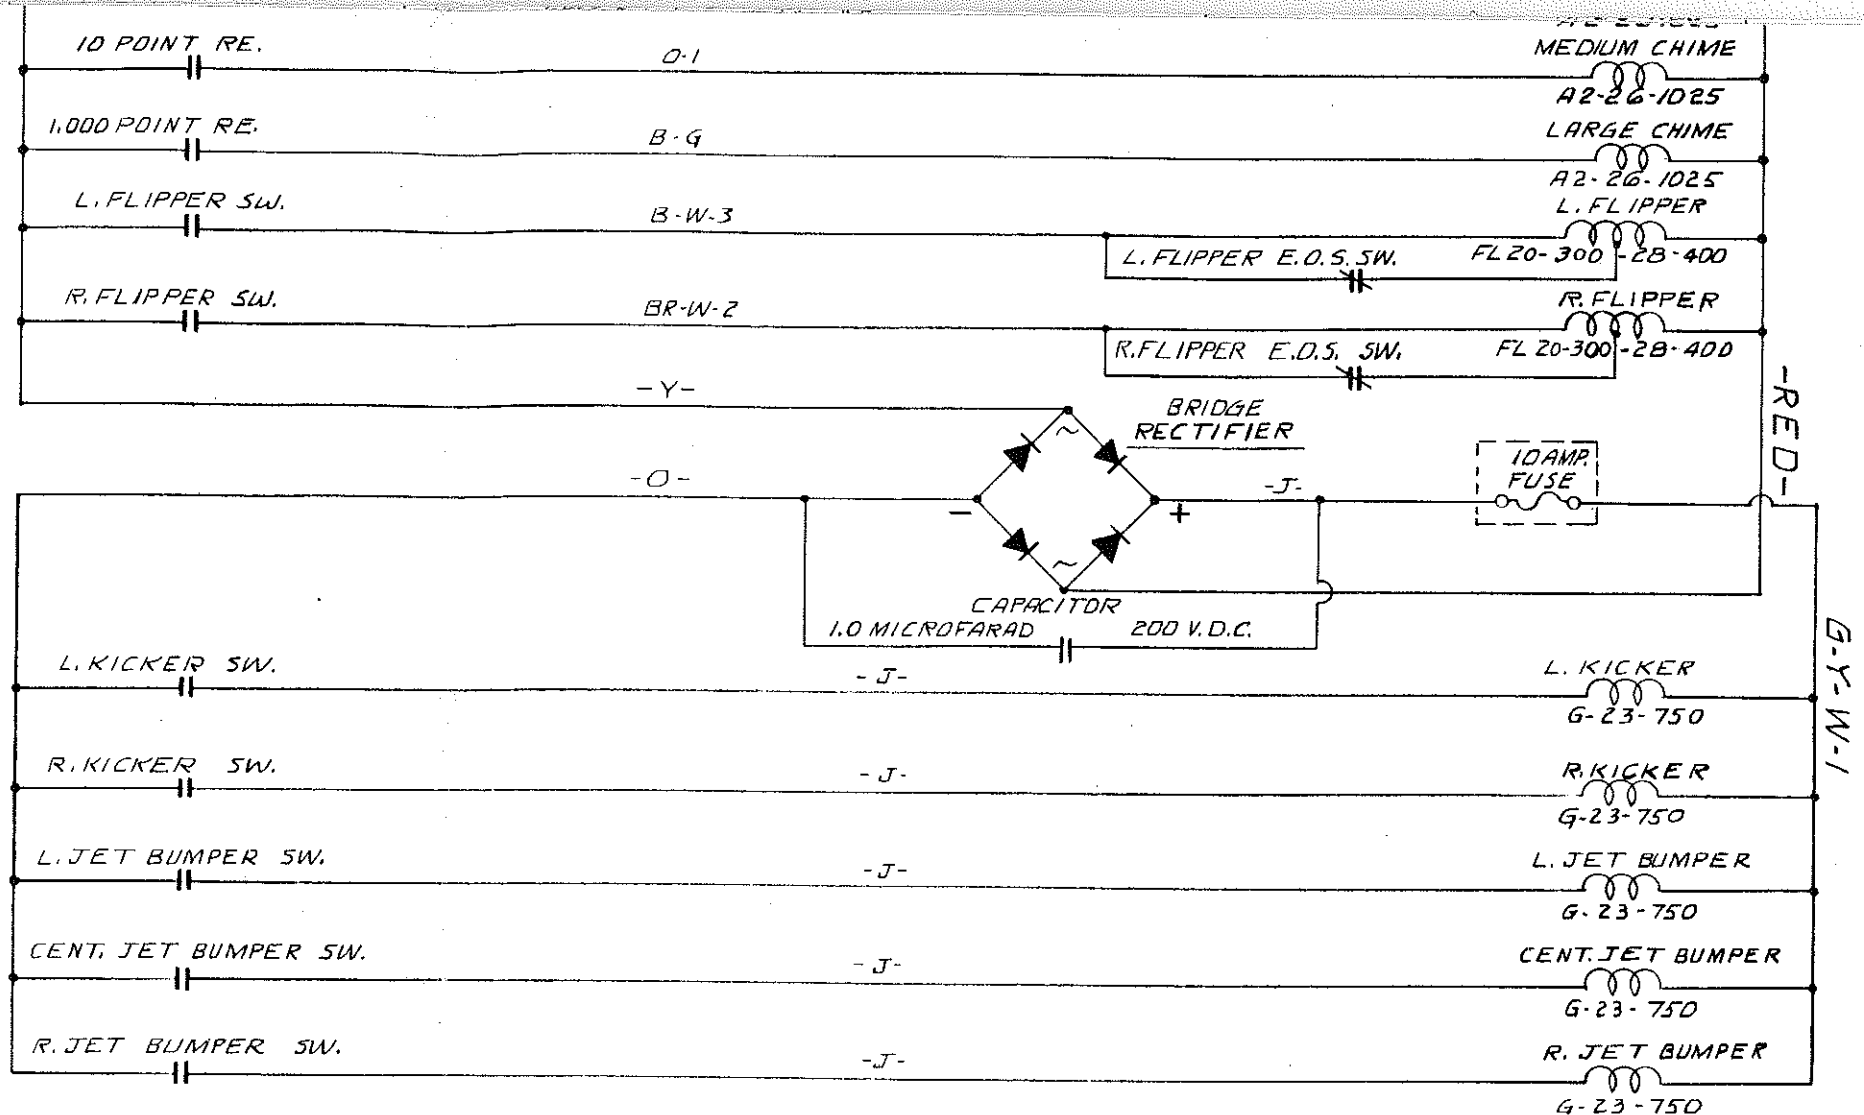 10 POINT RE.
O-1
MEDIUM CHIME
A2-26-1025
1,000 POINT RE.
B-G
LARGE CHIME
A2-26-1025
L. FLIPPER SW.
B-W-3
L. FLIPPER
L. FLIPPER E.O.S. SW.
FL 20-300-28-400
R. FLIPPER SW.
BR-W-2
R. FLIPPER
R. FLIPPER E.O.S. SW.
FL 20-300-28-400
-RED-
-Y-
BRIDGE
RECTIFIER
~
-O-
-J-
10 AMP.
FUSE
-
+
~
CAPACITOR
1.0 MICROFARAD 200 V.D.C.
G-Y-W-1
L. KICKER SW.
-J-
L. KICKER
G-23-750
R. KICKER SW.
-J-
R. KICKER
G-23-750
L. JET BUMPER SW.
-J-
L. JET BUMPER
G-23-750
CENT. JET BUMPER SW.
-J-
CENT. JET BUMPER
G-23-750
R. JET BUMPER SW.
-J-
R. JET BUMPER
G-23-750